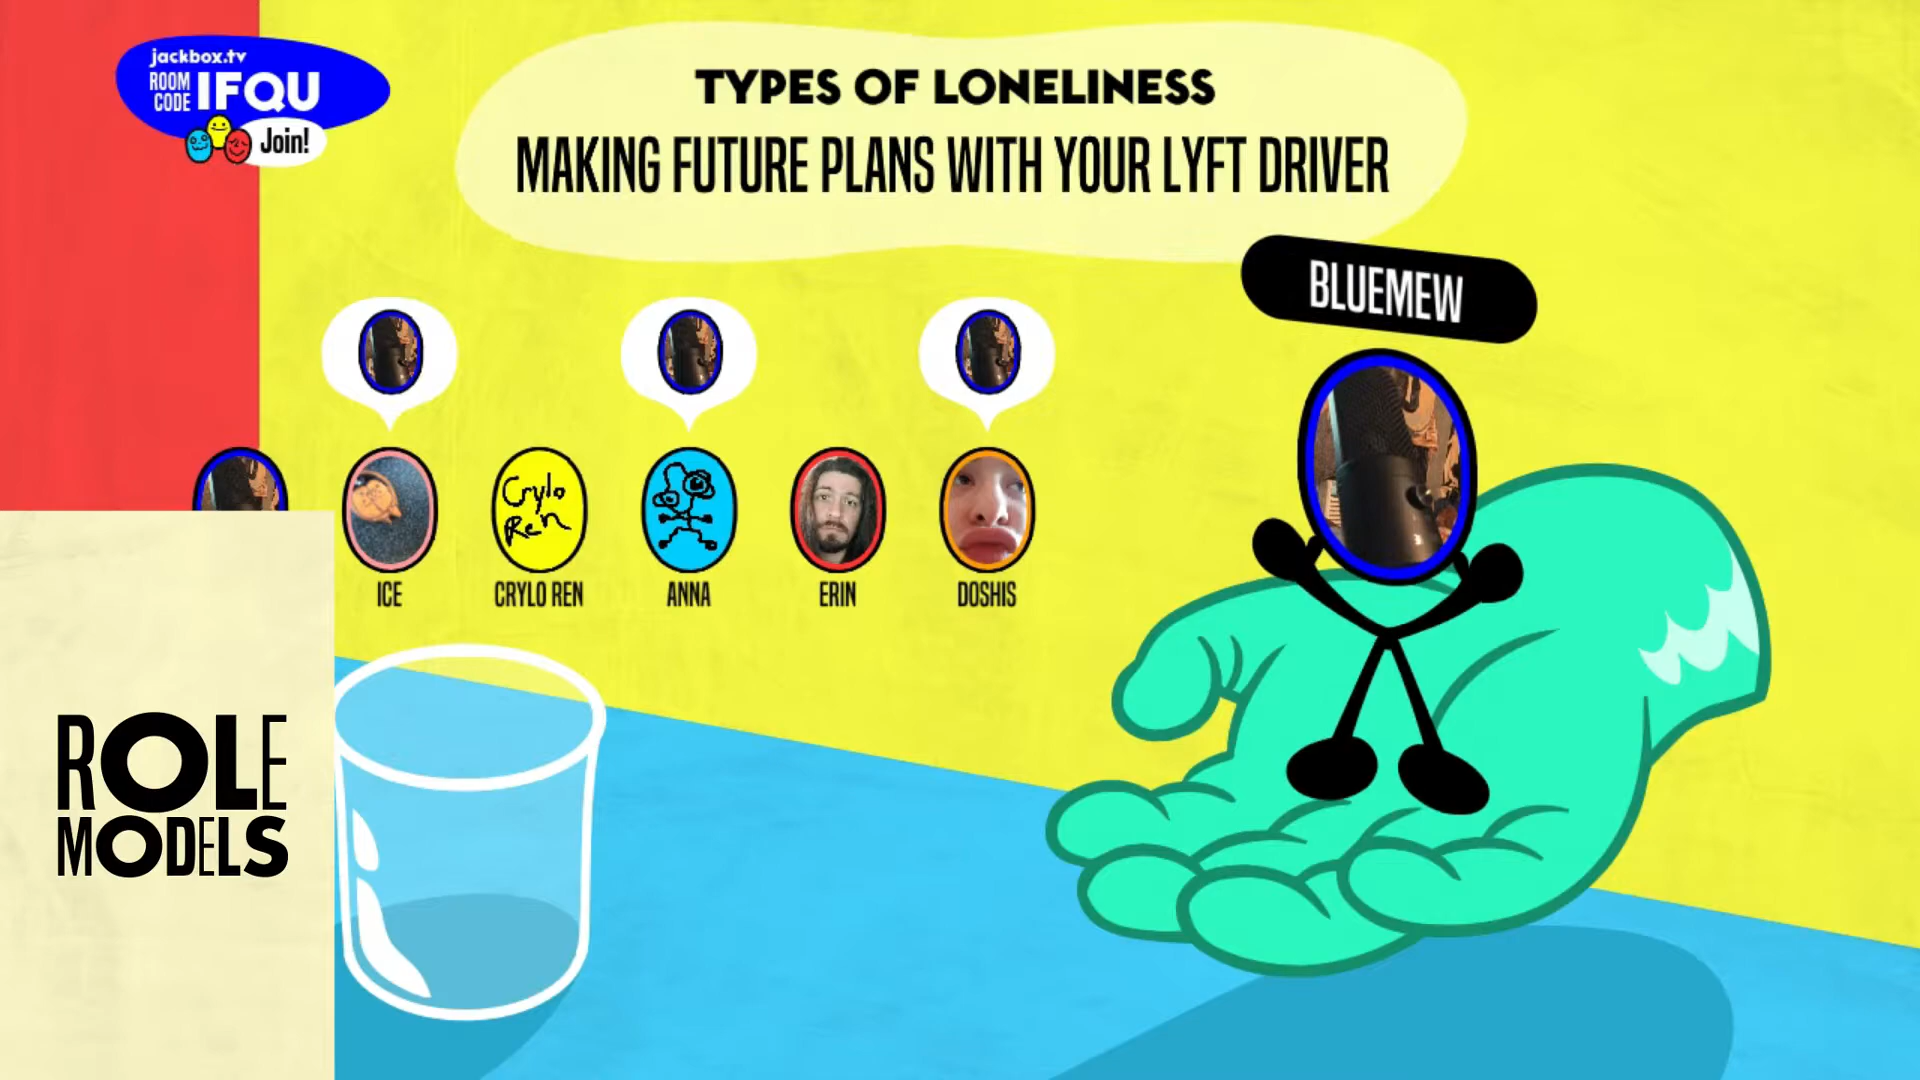 jackbox.tv
ROOM
CODE
IFQU
Join!
TYPES OF LONELINESS
MAKING FUTURE PLANS WITH YOUR LYFT DRIVER
BLUEMEW
Crylo
Ren
ICE
CRYLO REN
ANNA
ERIN
DOSHIS
ROLE
MODELS